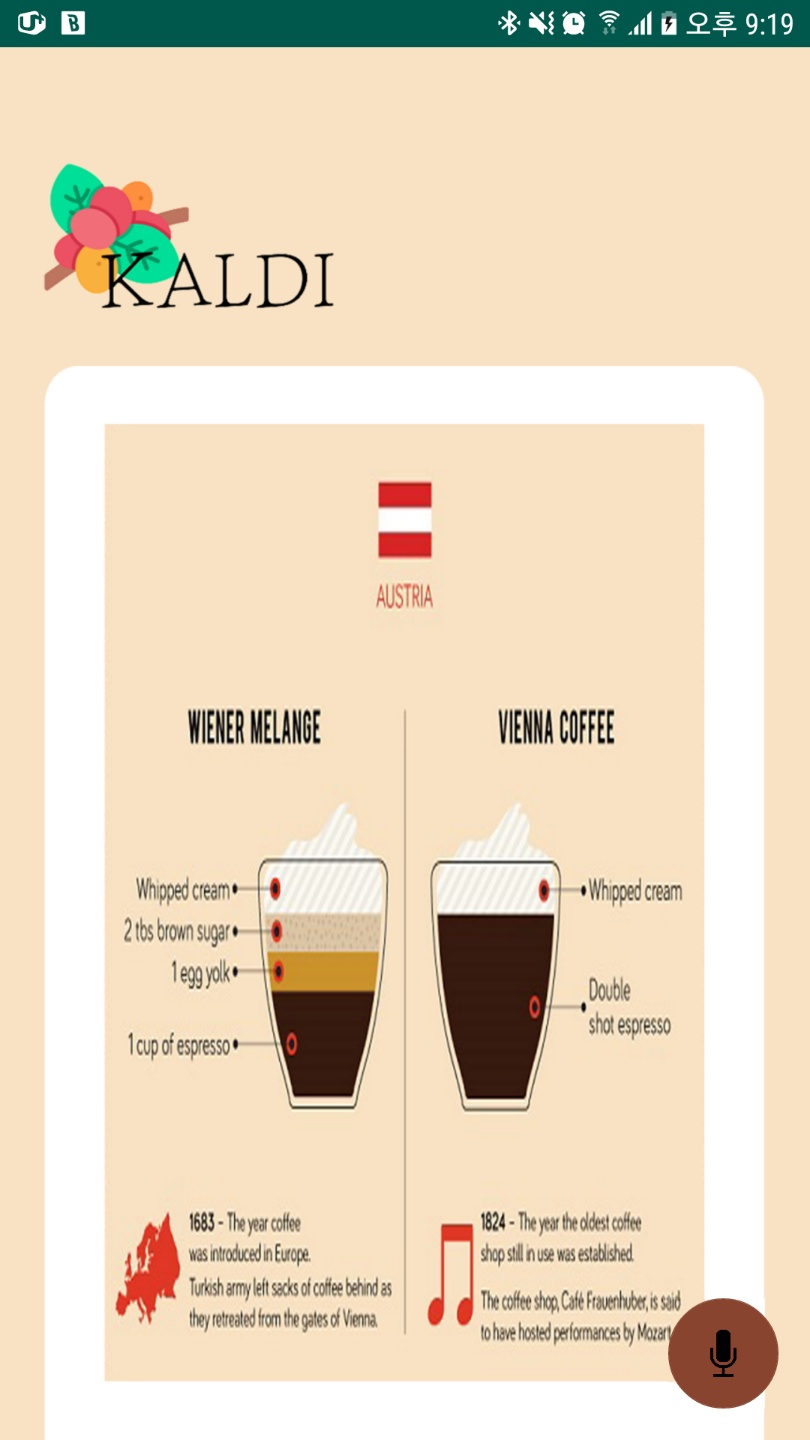 오후 9:19
KALDI
AUSTRIA
WIENER MELANGE
Whipped cream
2 tbs brown sugar
1 egg yolk
1 cup of espresso
1683 – The year coffee
was introduced in Europe.
Turkish army left sacks of coffee behind as
they retreated from the gates of Vienna.
VIENNA COFFEE
Whipped cream
Double
shot espresso
1824 – The year the oldest coffee
shop still in use was established.
The coffee shop, Café Frauenhuber, is said
to have hosted performances by Mozart